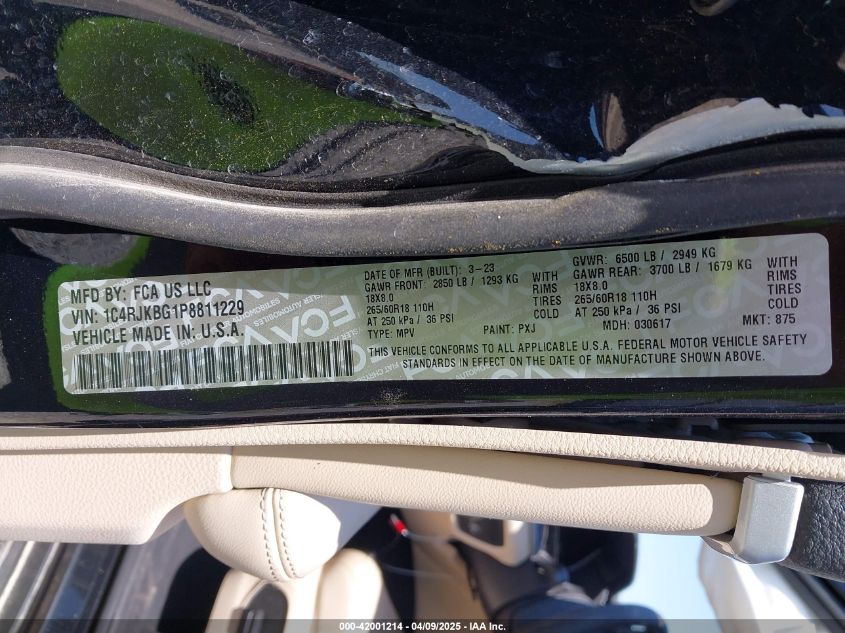 MFD BY: FCA US LLC
VIN: 1C4RJKBG1P8811229
VEHICLE MADE IN: U.S.A.
DATE OF MFR (BUILT): 3-23
GAWR FRONT: 2850 LB / 1293 KG WITH
18X8.0 RIMS
265/60R18 110H TIRES
AT 250 kPa / 36 PSI COLD
TYPE: MPV PAINT: PXJ
GVWR: 6500 LB / 2949 KG
GAWR REAR: 3700 LB / 1679 KG WITH
18X8.0 RIMS
265/60R18 110H TIRES
AT 250 kPa / 36 PSI COLD
MDH: 030617 MKT: 875
THIS VEHICLE CONFORMS TO ALL APPLICABLE U.S.A. FEDERAL MOTOR VEHICLE SAFETY
STANDARDS IN EFFECT ON THE DATE OF MANUFACTURE SHOWN ABOVE.
000-42001214 | 04/09/2025 | IAA Inc.